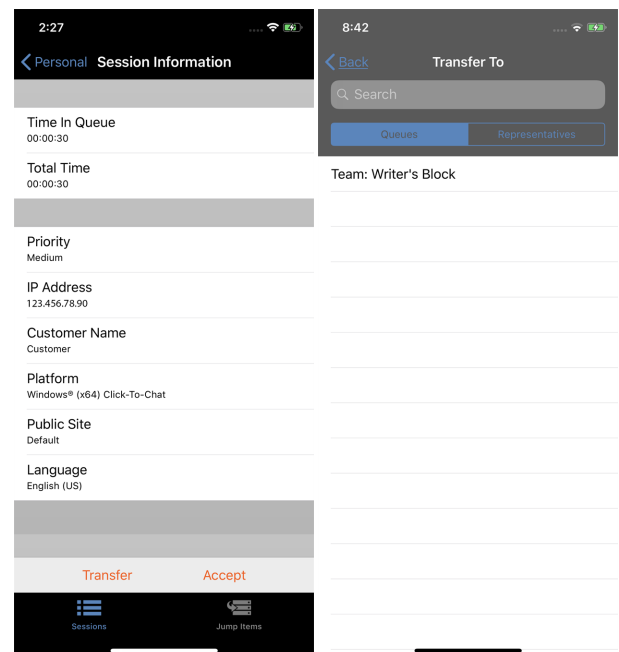 2:27
Personal Session Information
Time In Queue
00:00:30
Total Time
00:00:30
Priority
Medium
IP Address
123.456.78.90
Customer Name
Customer
Platform
Windows® (x64) Click-To-Chat
Public Site
Default
Language
English (US)
Transfer Accept
Sessions Jump Items
8:42
Back Transfer To
Search
Queues Representatives
Team: Writer's Block